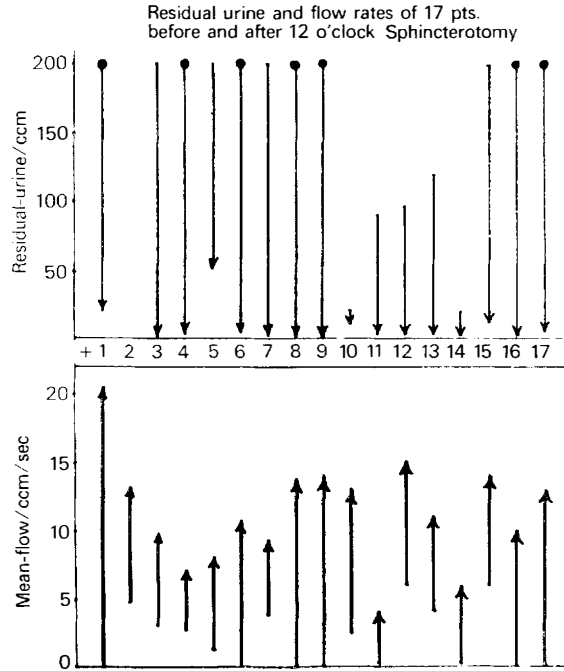 Residual urine and flow rates of 17 pts.
before and after 12 o'clock Sphincterotomy
Residual-urine/ccm
200
150
100
50
+ 1 2 3 4 5 6 7 8 9 10 11 12 13 14 15 16 17
Mean-flow/ccm/sec
20
15
10
5
0